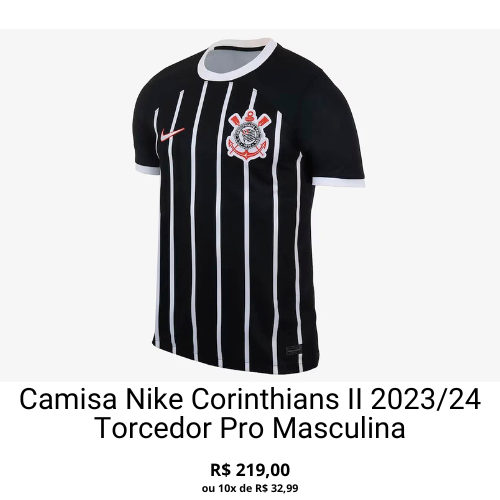 Camisa Nike Corinthians II 2023/24
Torcedor Pro Masculina
R$ 219,00
ou 10x de R$ 32,99